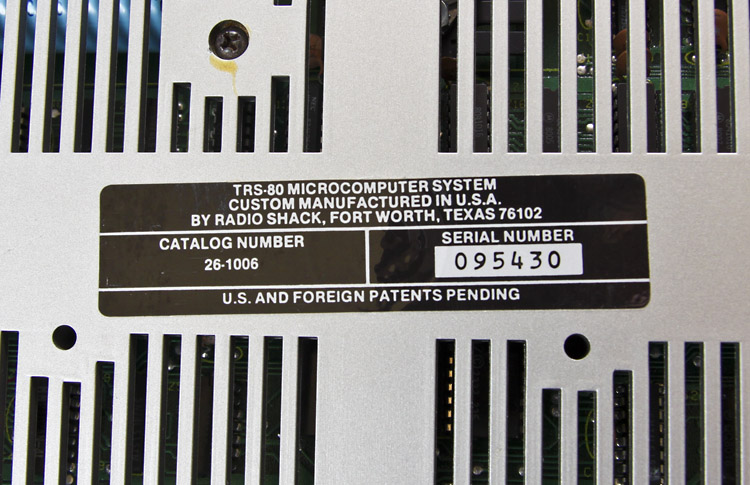 TRS-80 MICROCOMPUTER SYSTEM
CUSTOM MANUFACTURED IN U.S.A.
BY RADIO SHACK, FORT WORTH, TEXAS 76102
CATALOG NUMBER
26-1006
SERIAL NUMBER
095430
U.S. AND FOREIGN PATENTS PENDING